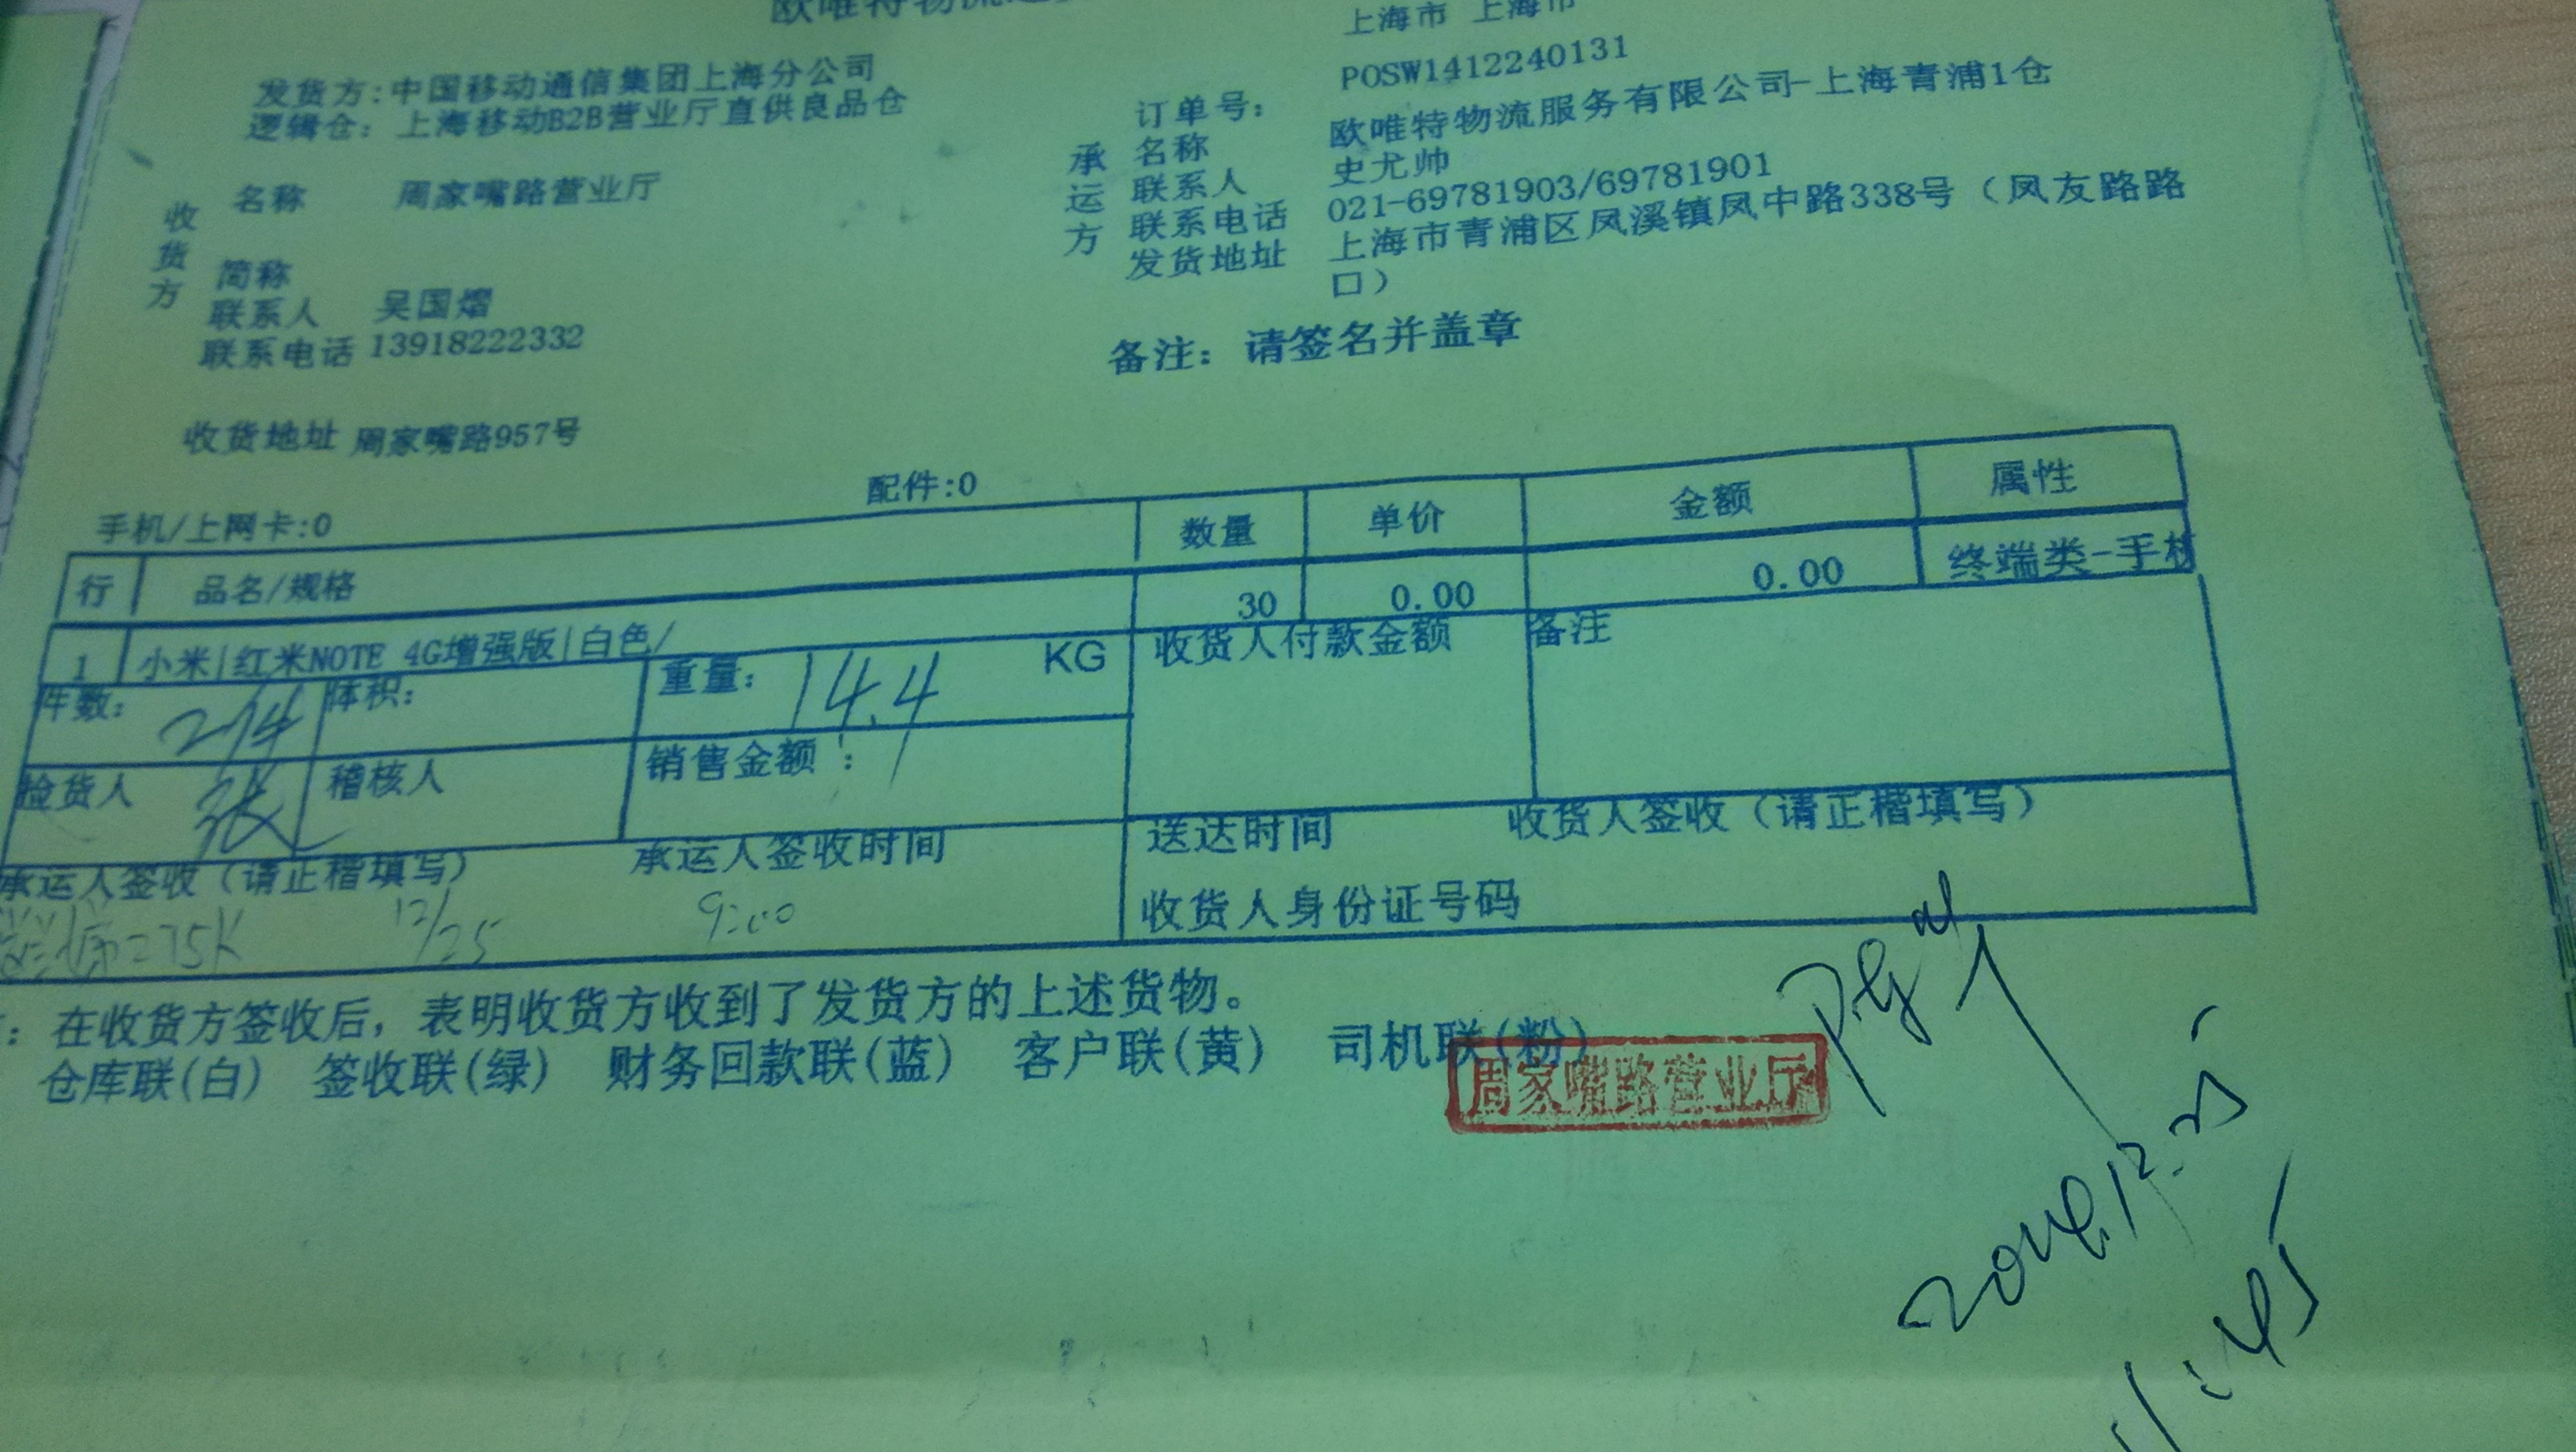 欧唯特物流
上海市 上海市
发货方:中国移动通信集团上海分公司
逻辑仓: 上海移动B2B营业厅直供良品仓
订单号: POSW1412240131
收货方
名称 周家嘴路营业厅
简称
联系人 吴国熠
联系电话 13918222332
收货地址 周家嘴路957号
承运方
名称 欧唯特物流服务有限公司-上海青浦1仓
联系人 史尤帅
联系电话 021-69781903/69781901
发货地址 上海市青浦区凤溪镇凤中路338号（凤友路路
口）
备注: 请签名并盖章
手机/上网卡:0 配件:0
行 品名/规格 数量 单价 金额 属性
1 小米|红米NOTE 4G增强版|白色/ 30 0.00 0.00 终端类-手机
件数: 体积: 重量: 14.4 KG 收货人付款金额 备注
捡货人 张 稽核人 销售金额:
承运人签收（请正楷填写） 承运人签收时间 送达时间 收货人签收（请正楷填写）
12/25 9:00 收货人身份证号码
: 在收货方签收后，表明收货方收到了发货方的上述货物。
仓库联(白) 签收联(绿) 财务回款联(蓝) 客户联(黄) 司机联(粉)
周家嘴路营业厅
2014.12.25
11:45